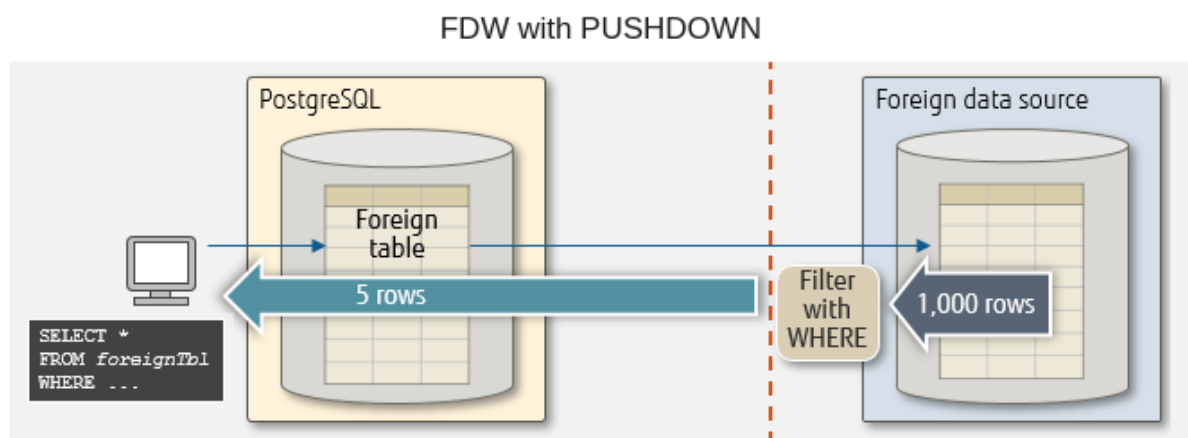 FDW with PUSHDOWN
PostgreSQL
Foreign data source
Foreign
table
5 rows
Filter
with
WHERE
1,000 rows
SELECT *
FROM foreignTbl
WHERE ...